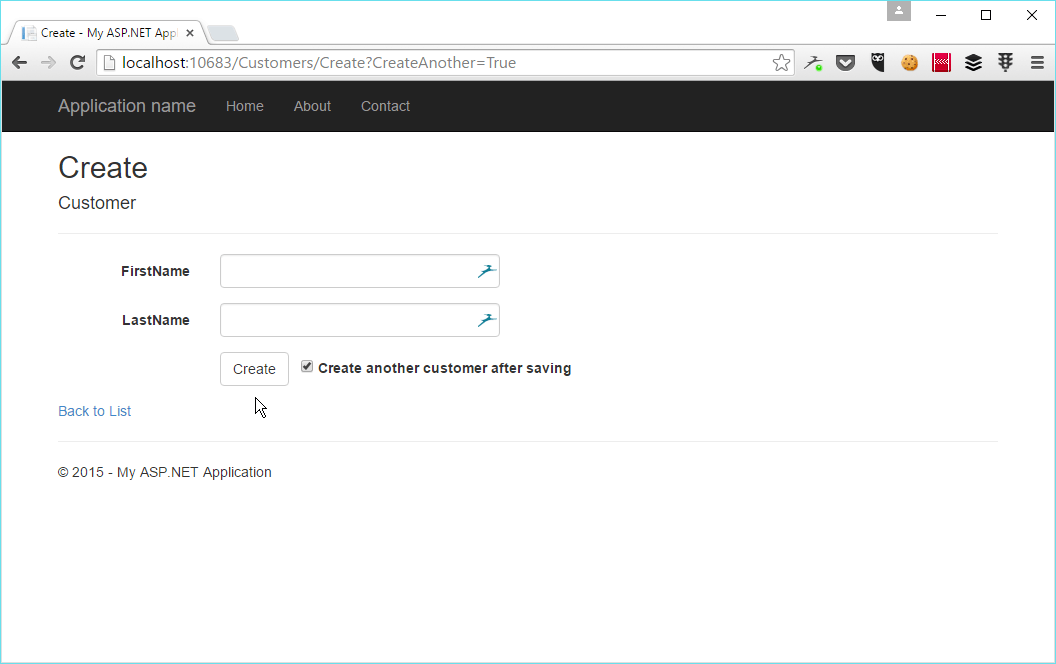 Create - My ASP.NET Appl
localhost:10683/Customers/Create?CreateAnother=True
Application name Home About Contact
Create
Customer
FirstName
LastName
Create Create another customer after saving
Back to List
© 2015 - My ASP.NET Application